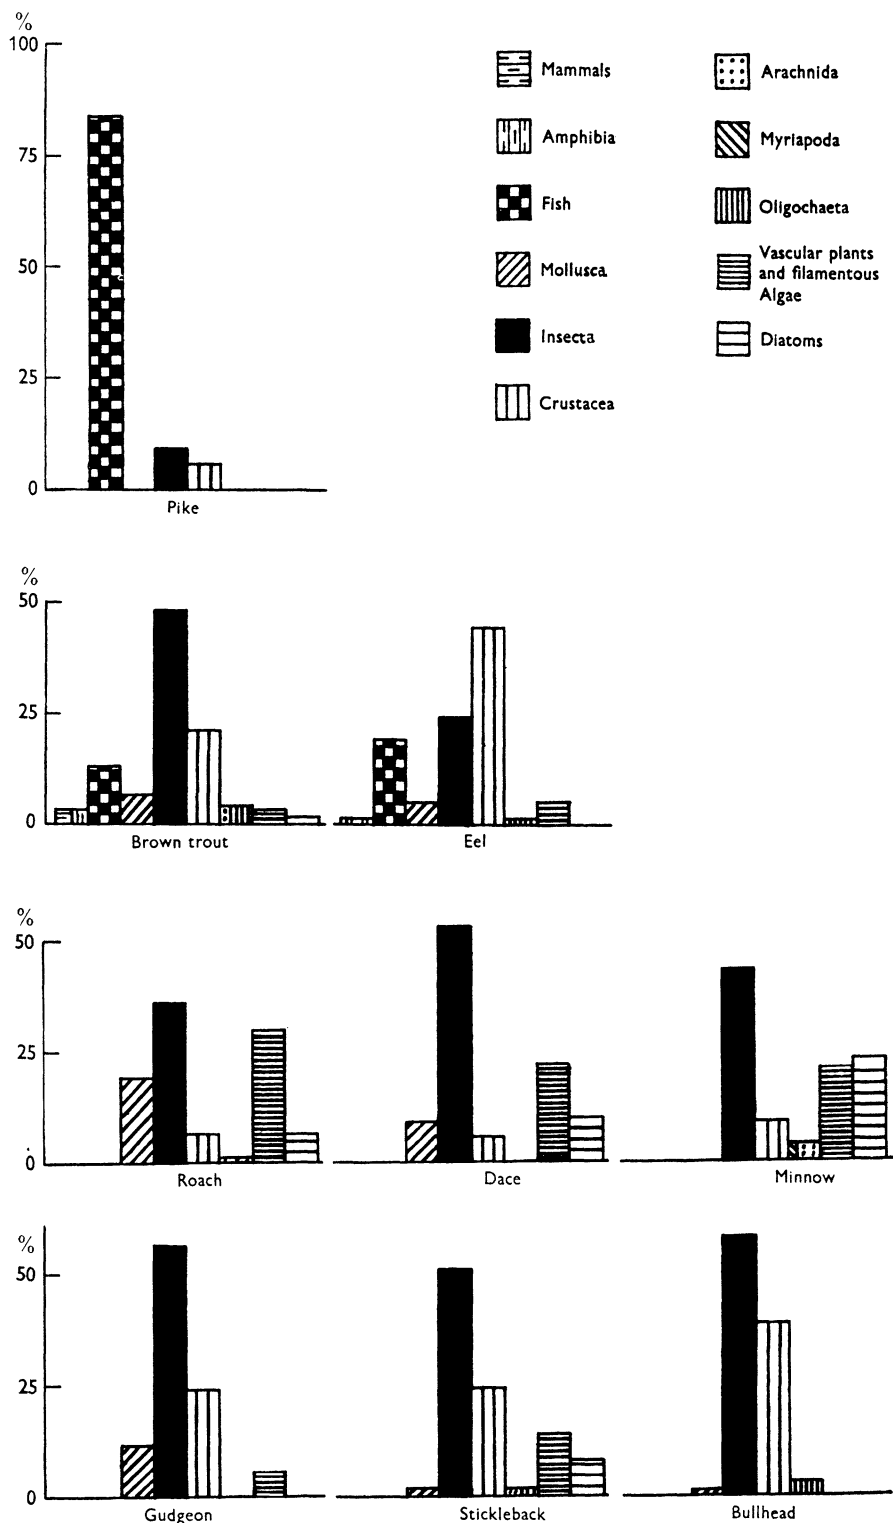 %
100
75
50
25
0
Pike
Mammals
Amphibia
Fish
Mollusca
Insecta
Crustacea
Arachnida
Myriapoda
Oligochaeta
Vascular plants
and filamentous
Algae
Diatoms
%
50
25
0
Brown trout
Eel
%
50
25
0
Roach
Dace
Minnow
%
50
25
0
Gudgeon
Stickleback
Bullhead